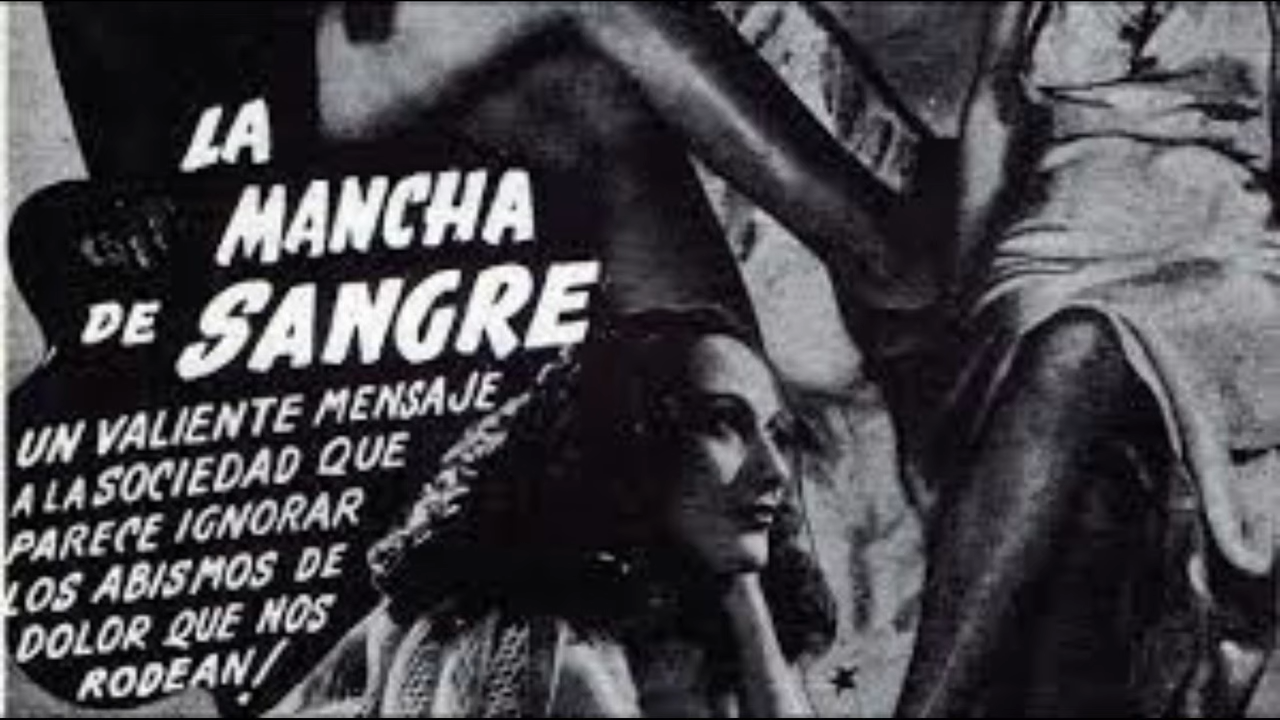 LA
MANCHA
DE SANGRE
UN VALIENTE MENSAJE
A LA SOCIEDAD QUE
PARECE IGNORAR
LOS ABISMOS DE
DOLOR QUE NOS
RODEAN!